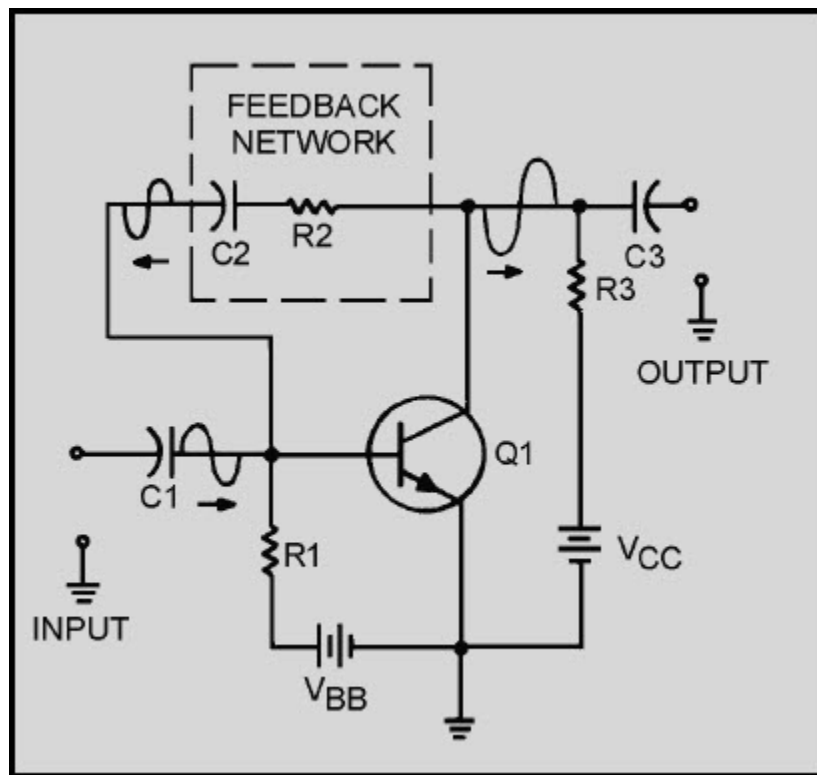 FEEDBACK
NETWORK
C2
R2
C3
R3
OUTPUT
C1
Q1
R1
VCC
INPUT
VBB